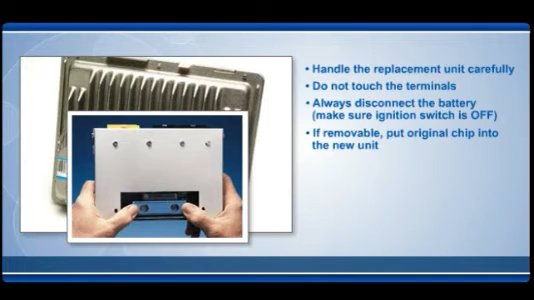 • Handle the replacement unit carefully
• Do not touch the terminals
• Always disconnect the battery
(make sure ignition switch is OFF)
• If removable, put original chip into
the new unit